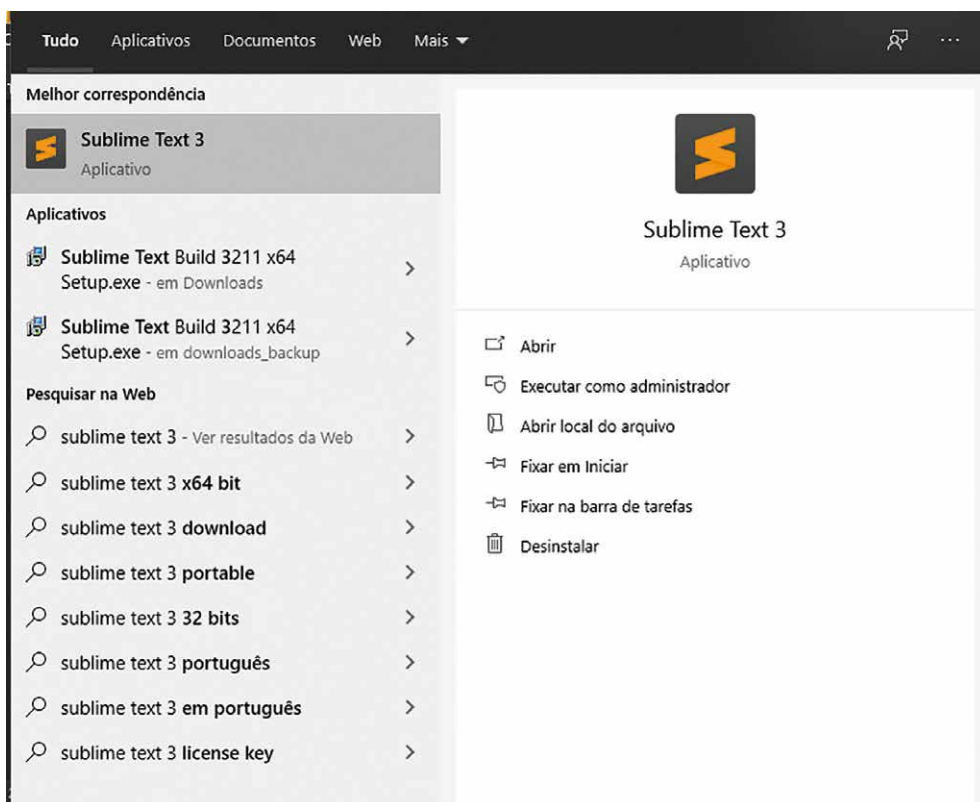 Tudo Aplicativos Documentos Web Mais
Melhor correspondência
Sublime Text 3
Aplicativo
Aplicativos
Sublime Text Build 3211 x64
Setup.exe - em Downloads
Sublime Text Build 3211 x64
Setup.exe - em downloads_backup
Pesquisar na Web
sublime text 3 - Ver resultados da Web
sublime text 3 x64 bit
sublime text 3 download
sublime text 3 portable
sublime text 3 32 bits
sublime text 3 português
sublime text 3 em português
sublime text 3 license key
Sublime Text 3
Aplicativo
Abrir
Executar como administrador
Abrir local do arquivo
Fixar em Iniciar
Fixar na barra de tarefas
Desinstalar